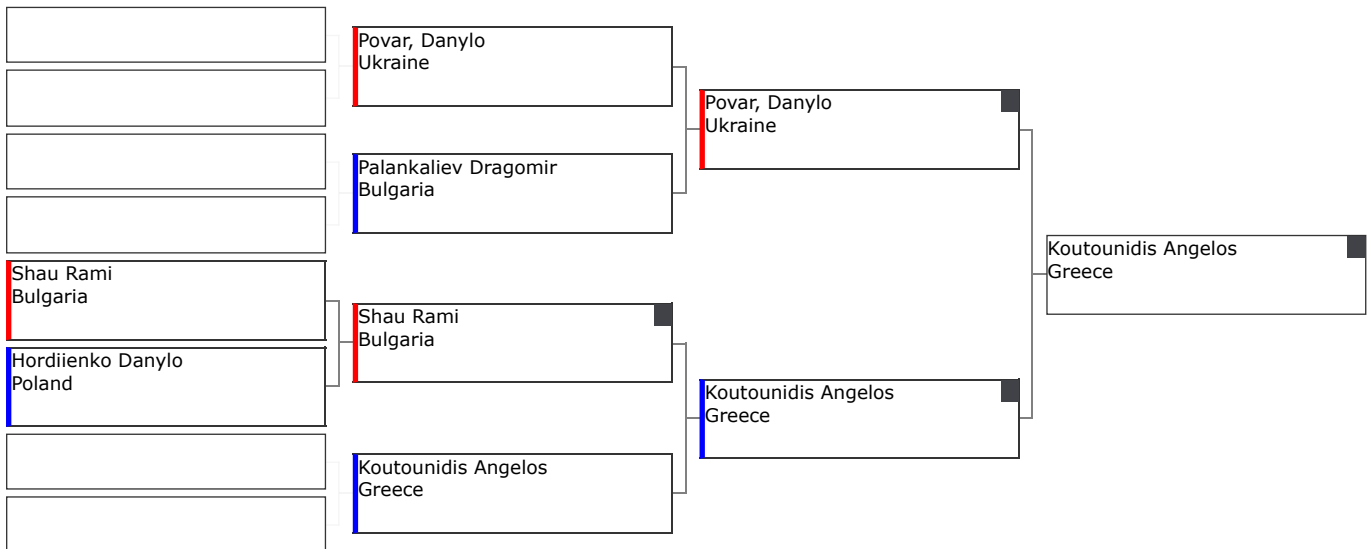 Povar, Danylo
Ukraine
Palankaliev Dragomir
Bulgaria
Shau Rami
Bulgaria
Hordiienko Danylo
Poland
Shau Rami
Bulgaria
Koutounidis Angelos
Greece
Povar, Danylo
Ukraine
Koutounidis Angelos
Greece
Koutounidis Angelos
Greece